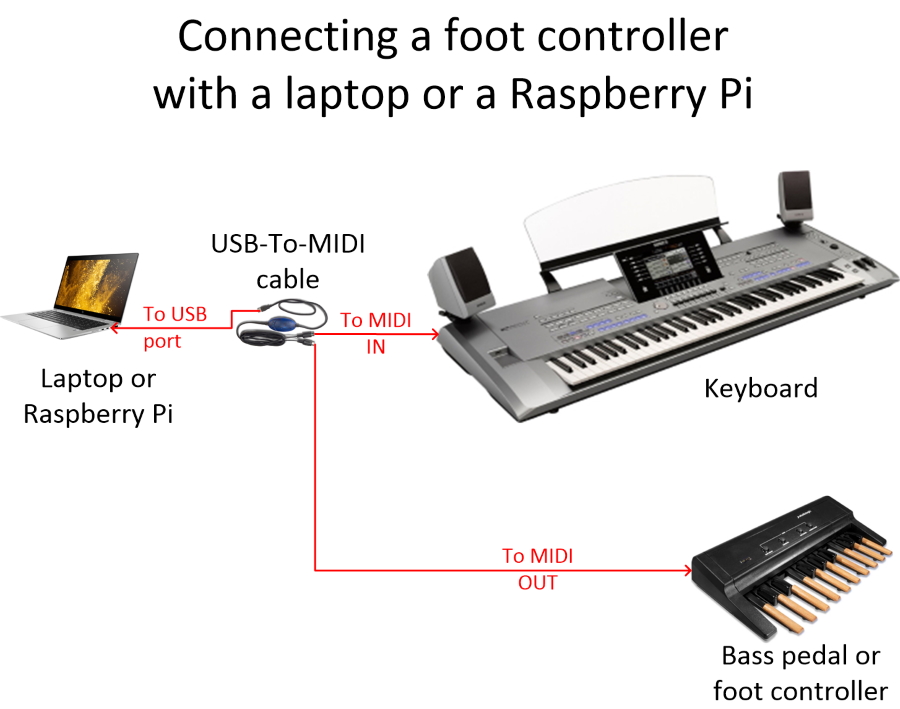 Connecting a foot controller
with a laptop or a Raspberry Pi
USB-To-MIDI
cable
To USB
port
To MIDI
IN
Laptop or
Raspberry Pi
Keyboard
To MIDI
OUT
Bass pedal or
foot controller